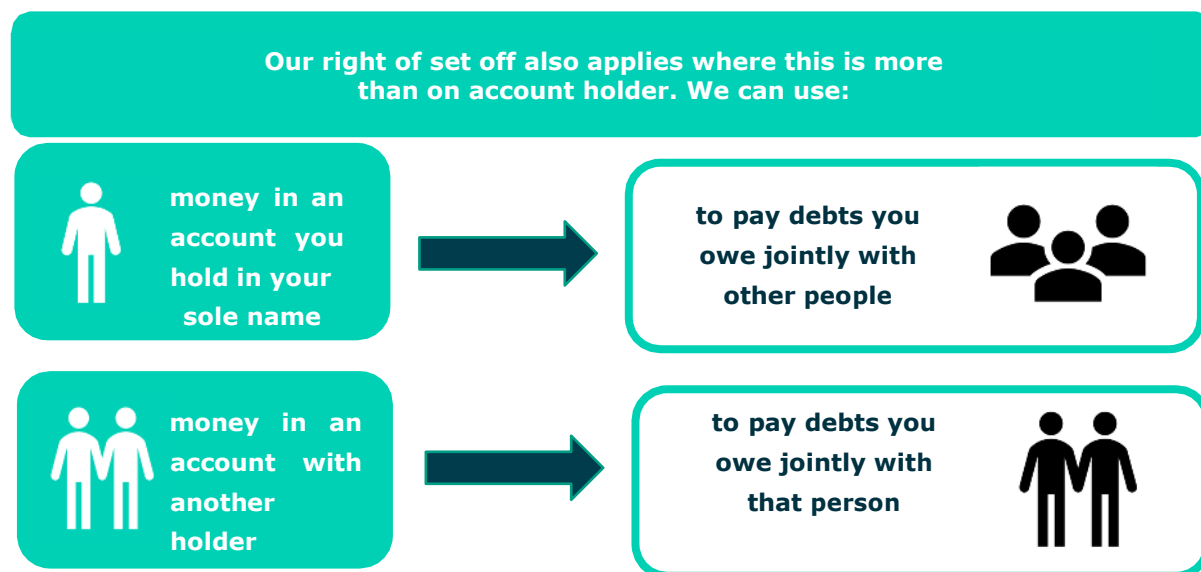 Our right of set off also applies where this is more
than on account holder. We can use:
money in an
account you
hold in your
sole name
to pay debts you
owe jointly with
other people
money in an
account with
another
holder
to pay debts you
owe jointly with
that person